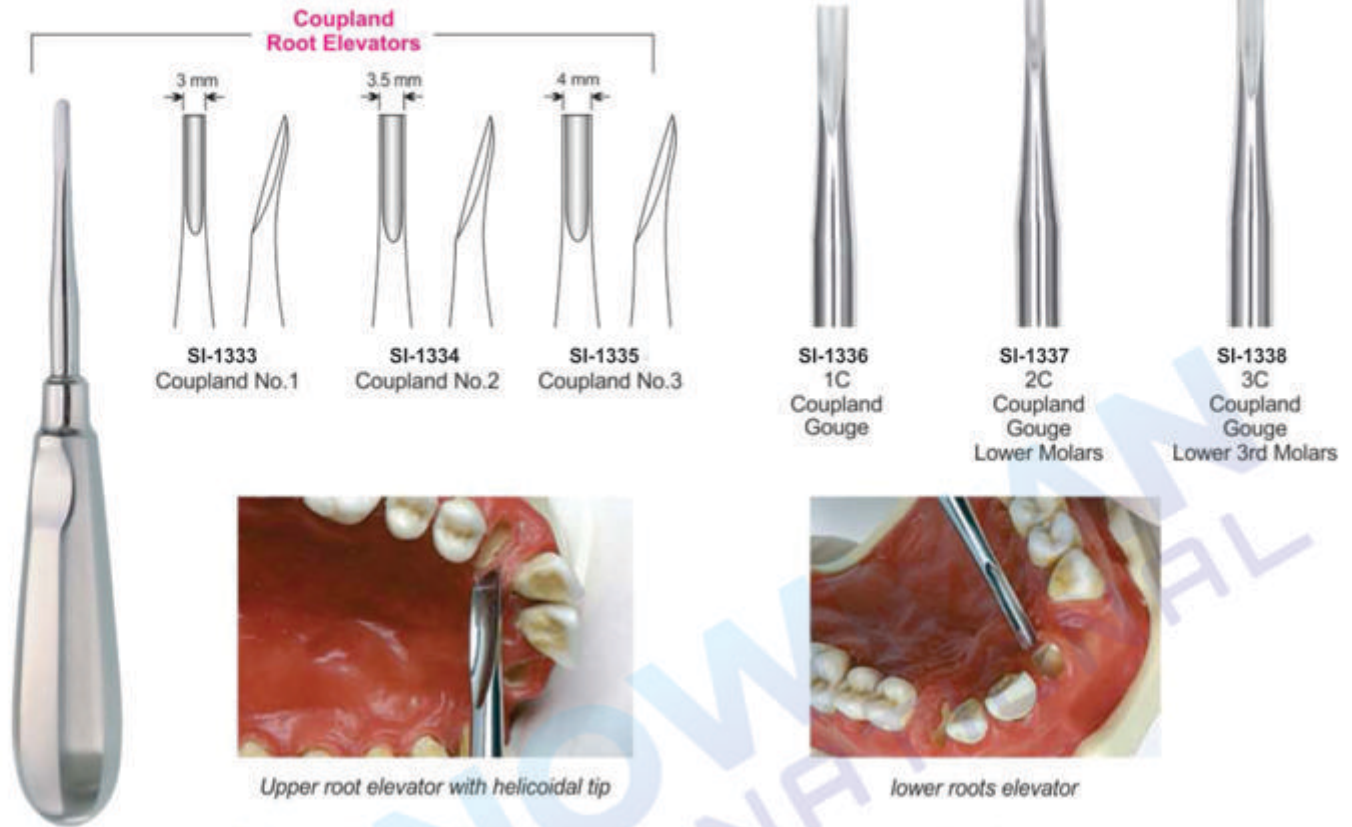 Coupland
Root Elevators
3 mm
3.5 mm
4 mm
SI-1333
Coupland No.1
SI-1334
Coupland No.2
SI-1335
Coupland No.3
SI-1336
1C
Coupland
Gouge
SI-1337
2C
Coupland
Gouge
Lower Molars
SI-1338
3C
Coupland
Gouge
Lower 3rd Molars
Upper root elevator with helicoidal tip
lower roots elevator